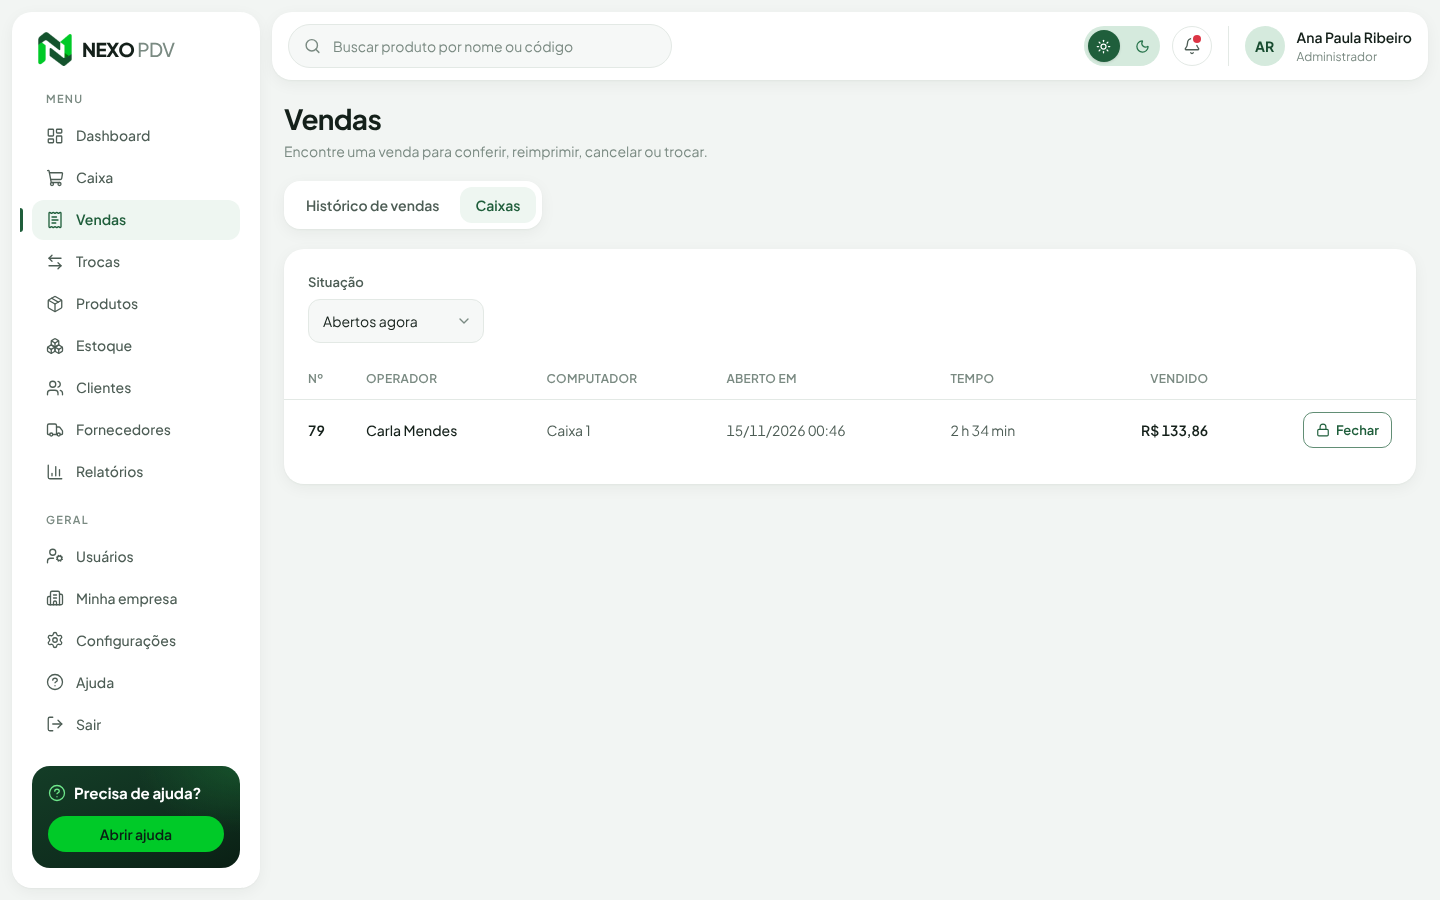 NEXO PDV
MENU
Dashboard
Caixa
Vendas
Trocas
Produtos
Estoque
Clientes
Fornecedores
Relatórios
GERAL
Usuários
Minha empresa
Configurações
Ajuda
Sair
Precisa de ajuda?
Abrir ajuda
Buscar produto por nome ou código
AR
Ana Paula Ribeiro
Administrador
Vendas
Encontre uma venda para conferir, reimprimir, cancelar ou trocar.
Histórico de vendas Caixas
Situação
Abertos agora
Nº OPERADOR COMPUTADOR ABERTO EM TEMPO VENDIDO
79 Carla Mendes Caixa 1 15/11/2026 00:46 2 h 34 min R$ 133,86 Fechar